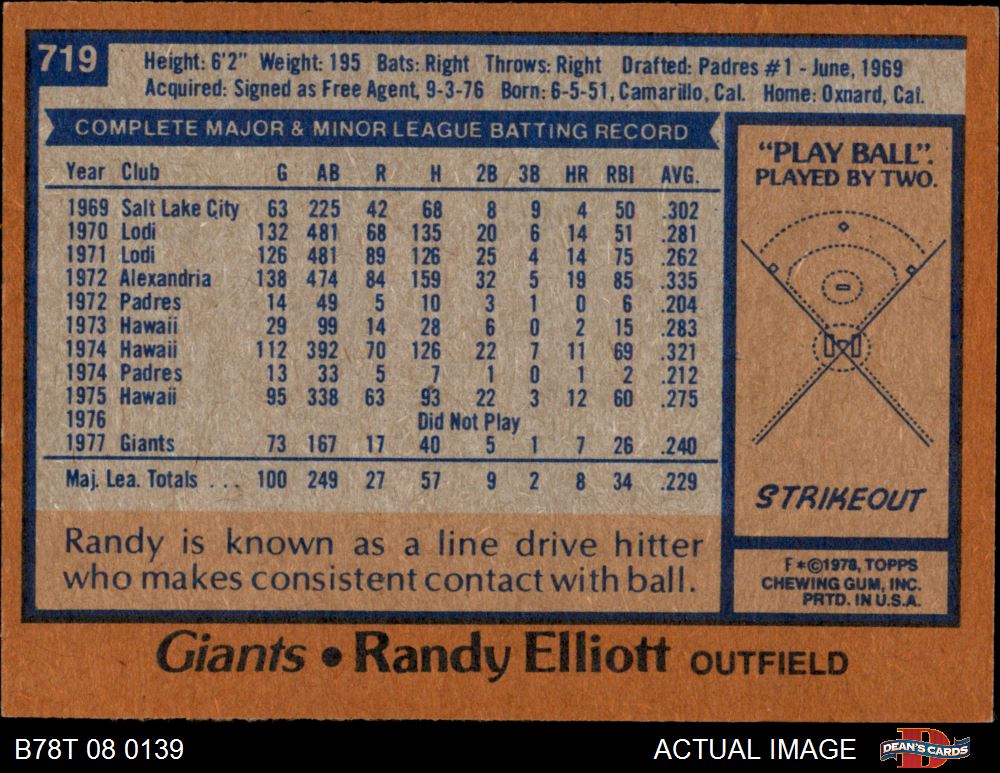 719
Height: 6'2" Weight: 195 Bats: Right Throws: Right Drafted: Padres #1 - June, 1969
Acquired: Signed as Free Agent, 9-3-76 Born: 6-5-51, Camarillo, Cal. Home: Oxnard, Cal.
COMPLETE MAJOR & MINOR LEAGUE BATTING RECORD
Year Club G AB R H 2B 3B HR RBI AVG.
1969 Salt Lake City 63 225 42 68 8 9 4 50 .302
1970 Lodi 132 481 68 135 20 6 14 51 .281
1971 Lodi 126 481 89 126 25 4 14 75 .262
1972 Alexandria 138 474 84 159 32 5 19 85 .335
1972 Padres 14 49 5 10 3 1 0 6 .204
1973 Hawaii 29 99 14 28 6 0 2 15 .283
1974 Hawaii 112 392 70 126 22 7 11 69 .321
1974 Padres 13 33 5 7 1 0 1 2 .212
1975 Hawaii 95 338 63 93 22 3 12 60 .275
1976 Did Not Play
1977 Giants 73 167 17 40 5 1 7 26 .240
Maj. Lea. Totals . . . 100 249 27 57 9 2 8 34 .229
Randy is known as a line drive hitter
who makes consistent contact with ball.
"PLAY BALL".
PLAYED BY TWO.
STRIKEOUT
F*©1978, TOPPS
CHEWING GUM, INC.
PRTD. IN U.S.A.
Giants • Randy Elliott OUTFIELD
B78T 08 0139
ACTUAL IMAGE
DEAN'S CARDS